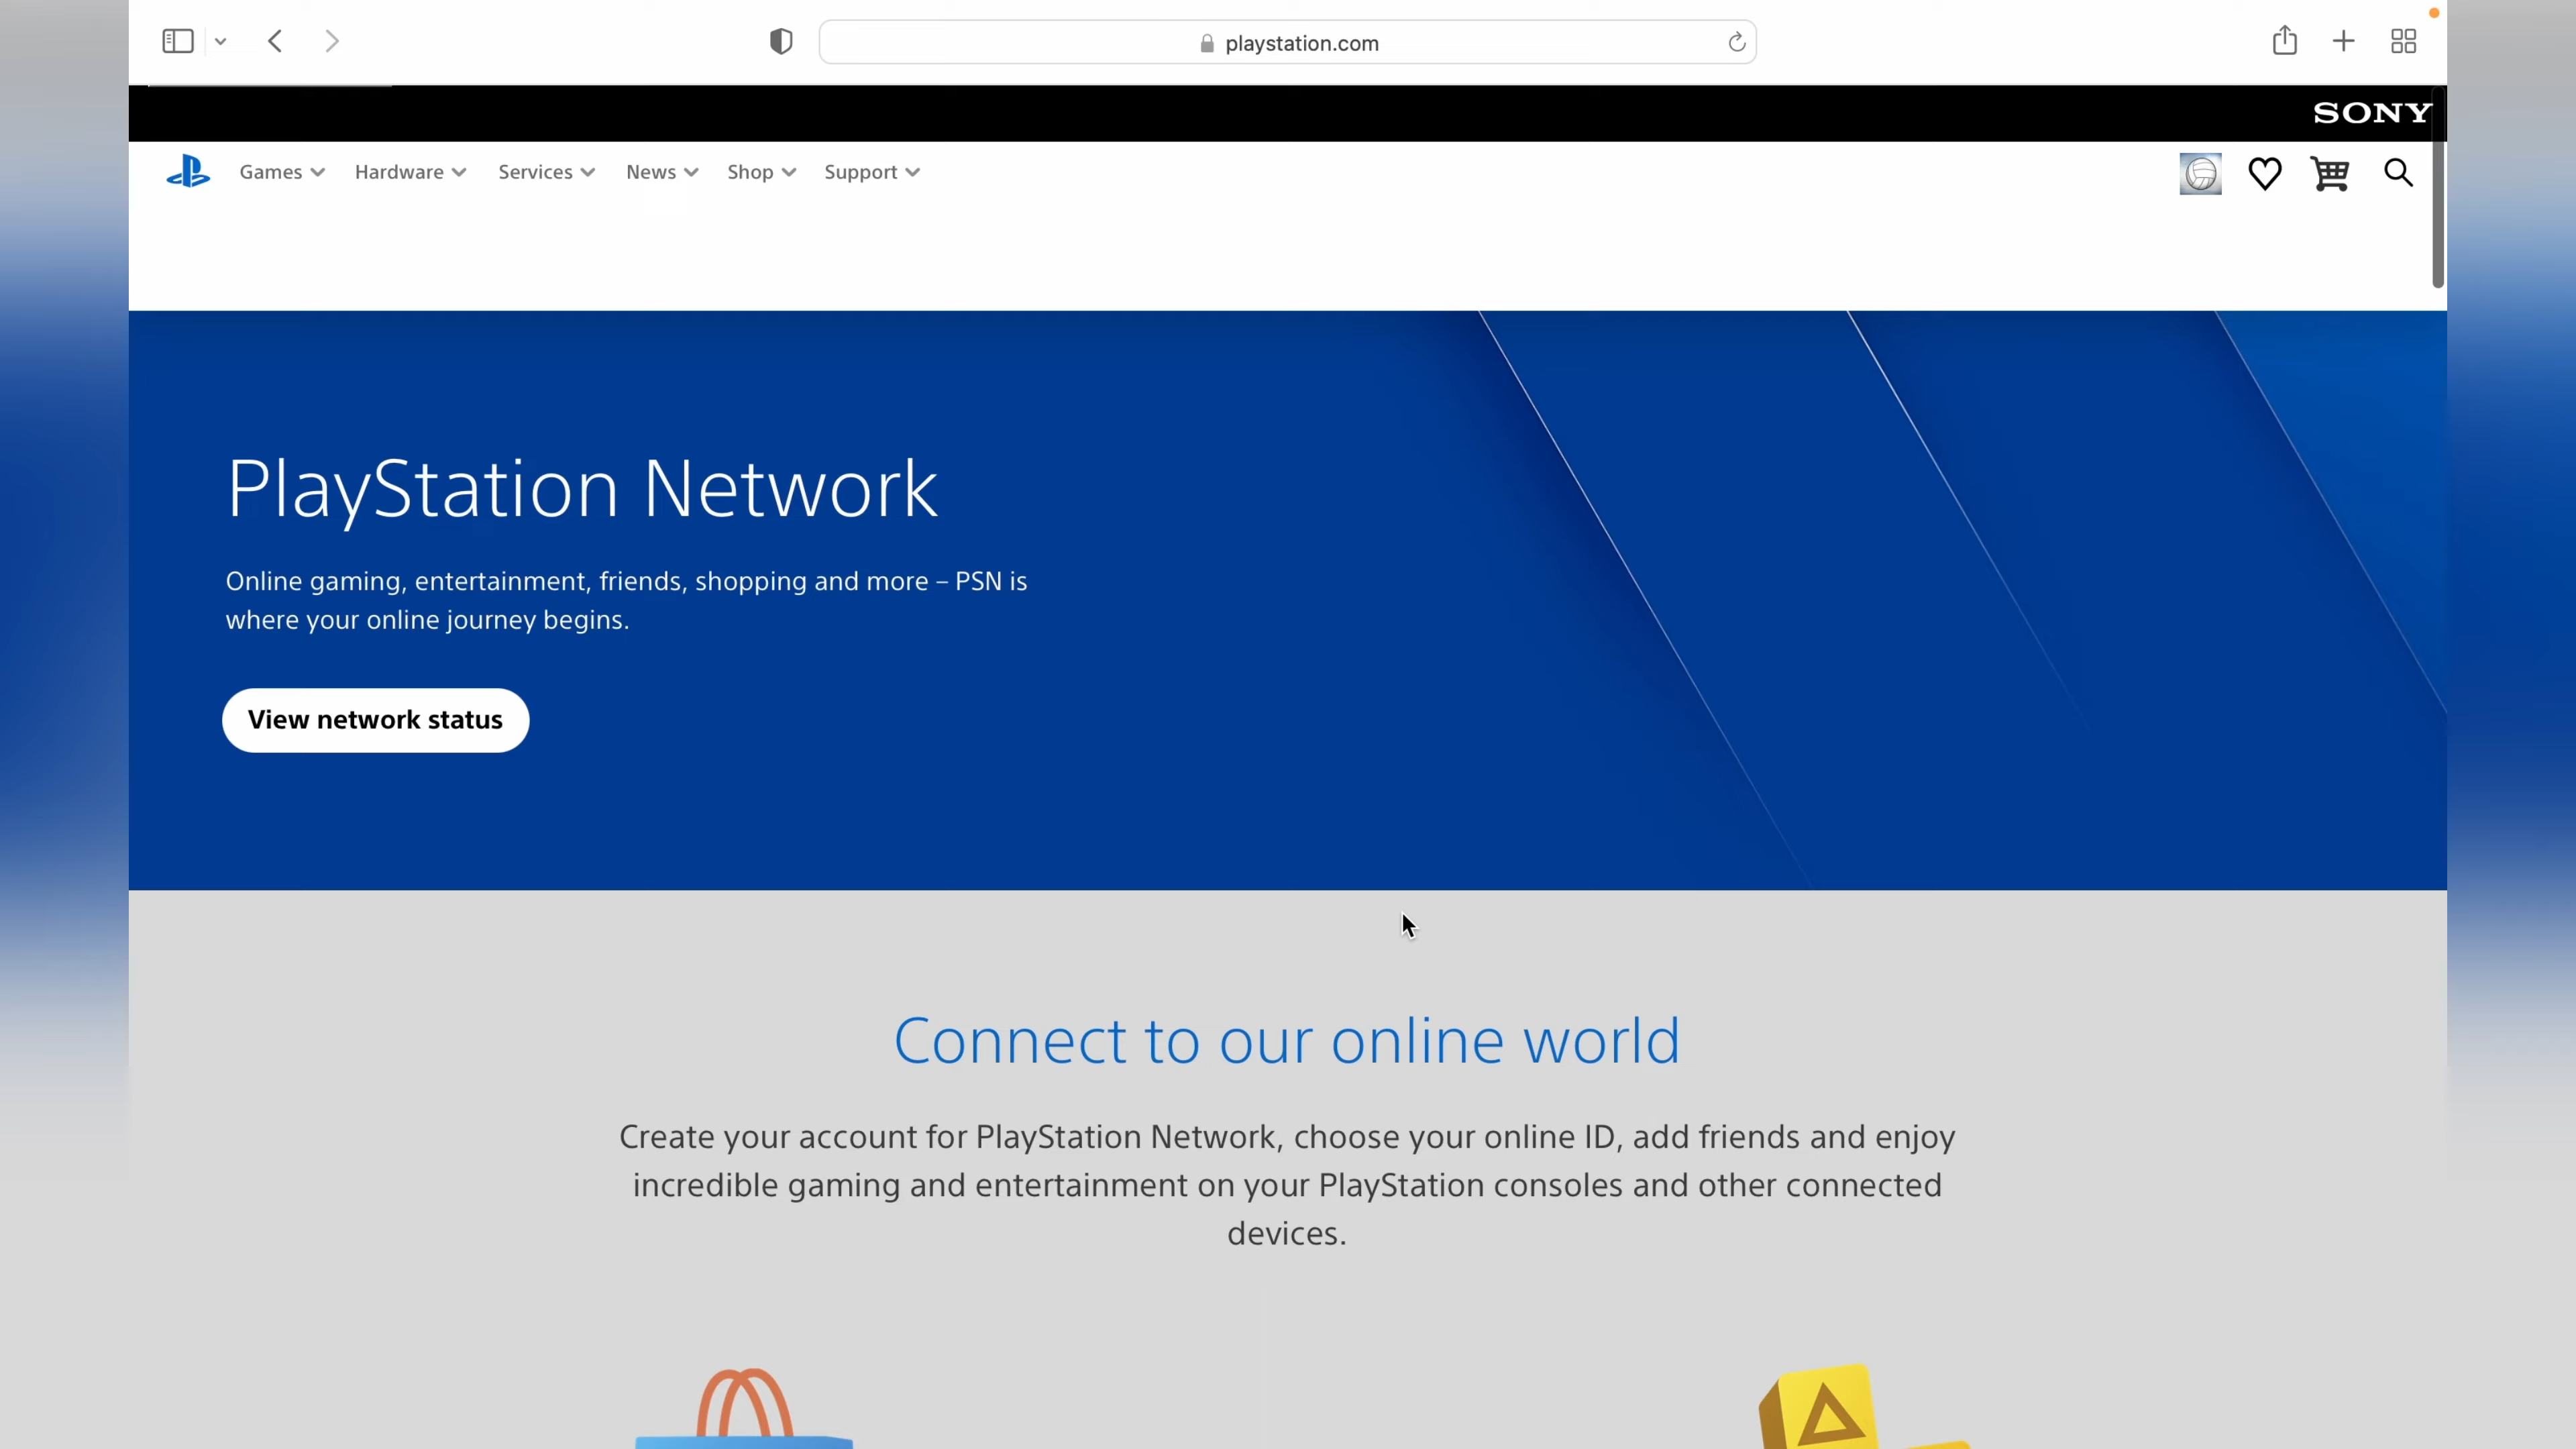 playstation.com
SONY
Games Hardware Services News Shop Support
PlayStation Network
Online gaming, entertainment, friends, shopping and more – PSN is
where your online journey begins.
View network status
Connect to our online world
Create your account for PlayStation Network, choose your online ID, add friends and enjoy
incredible gaming and entertainment on your PlayStation consoles and other connected
devices.